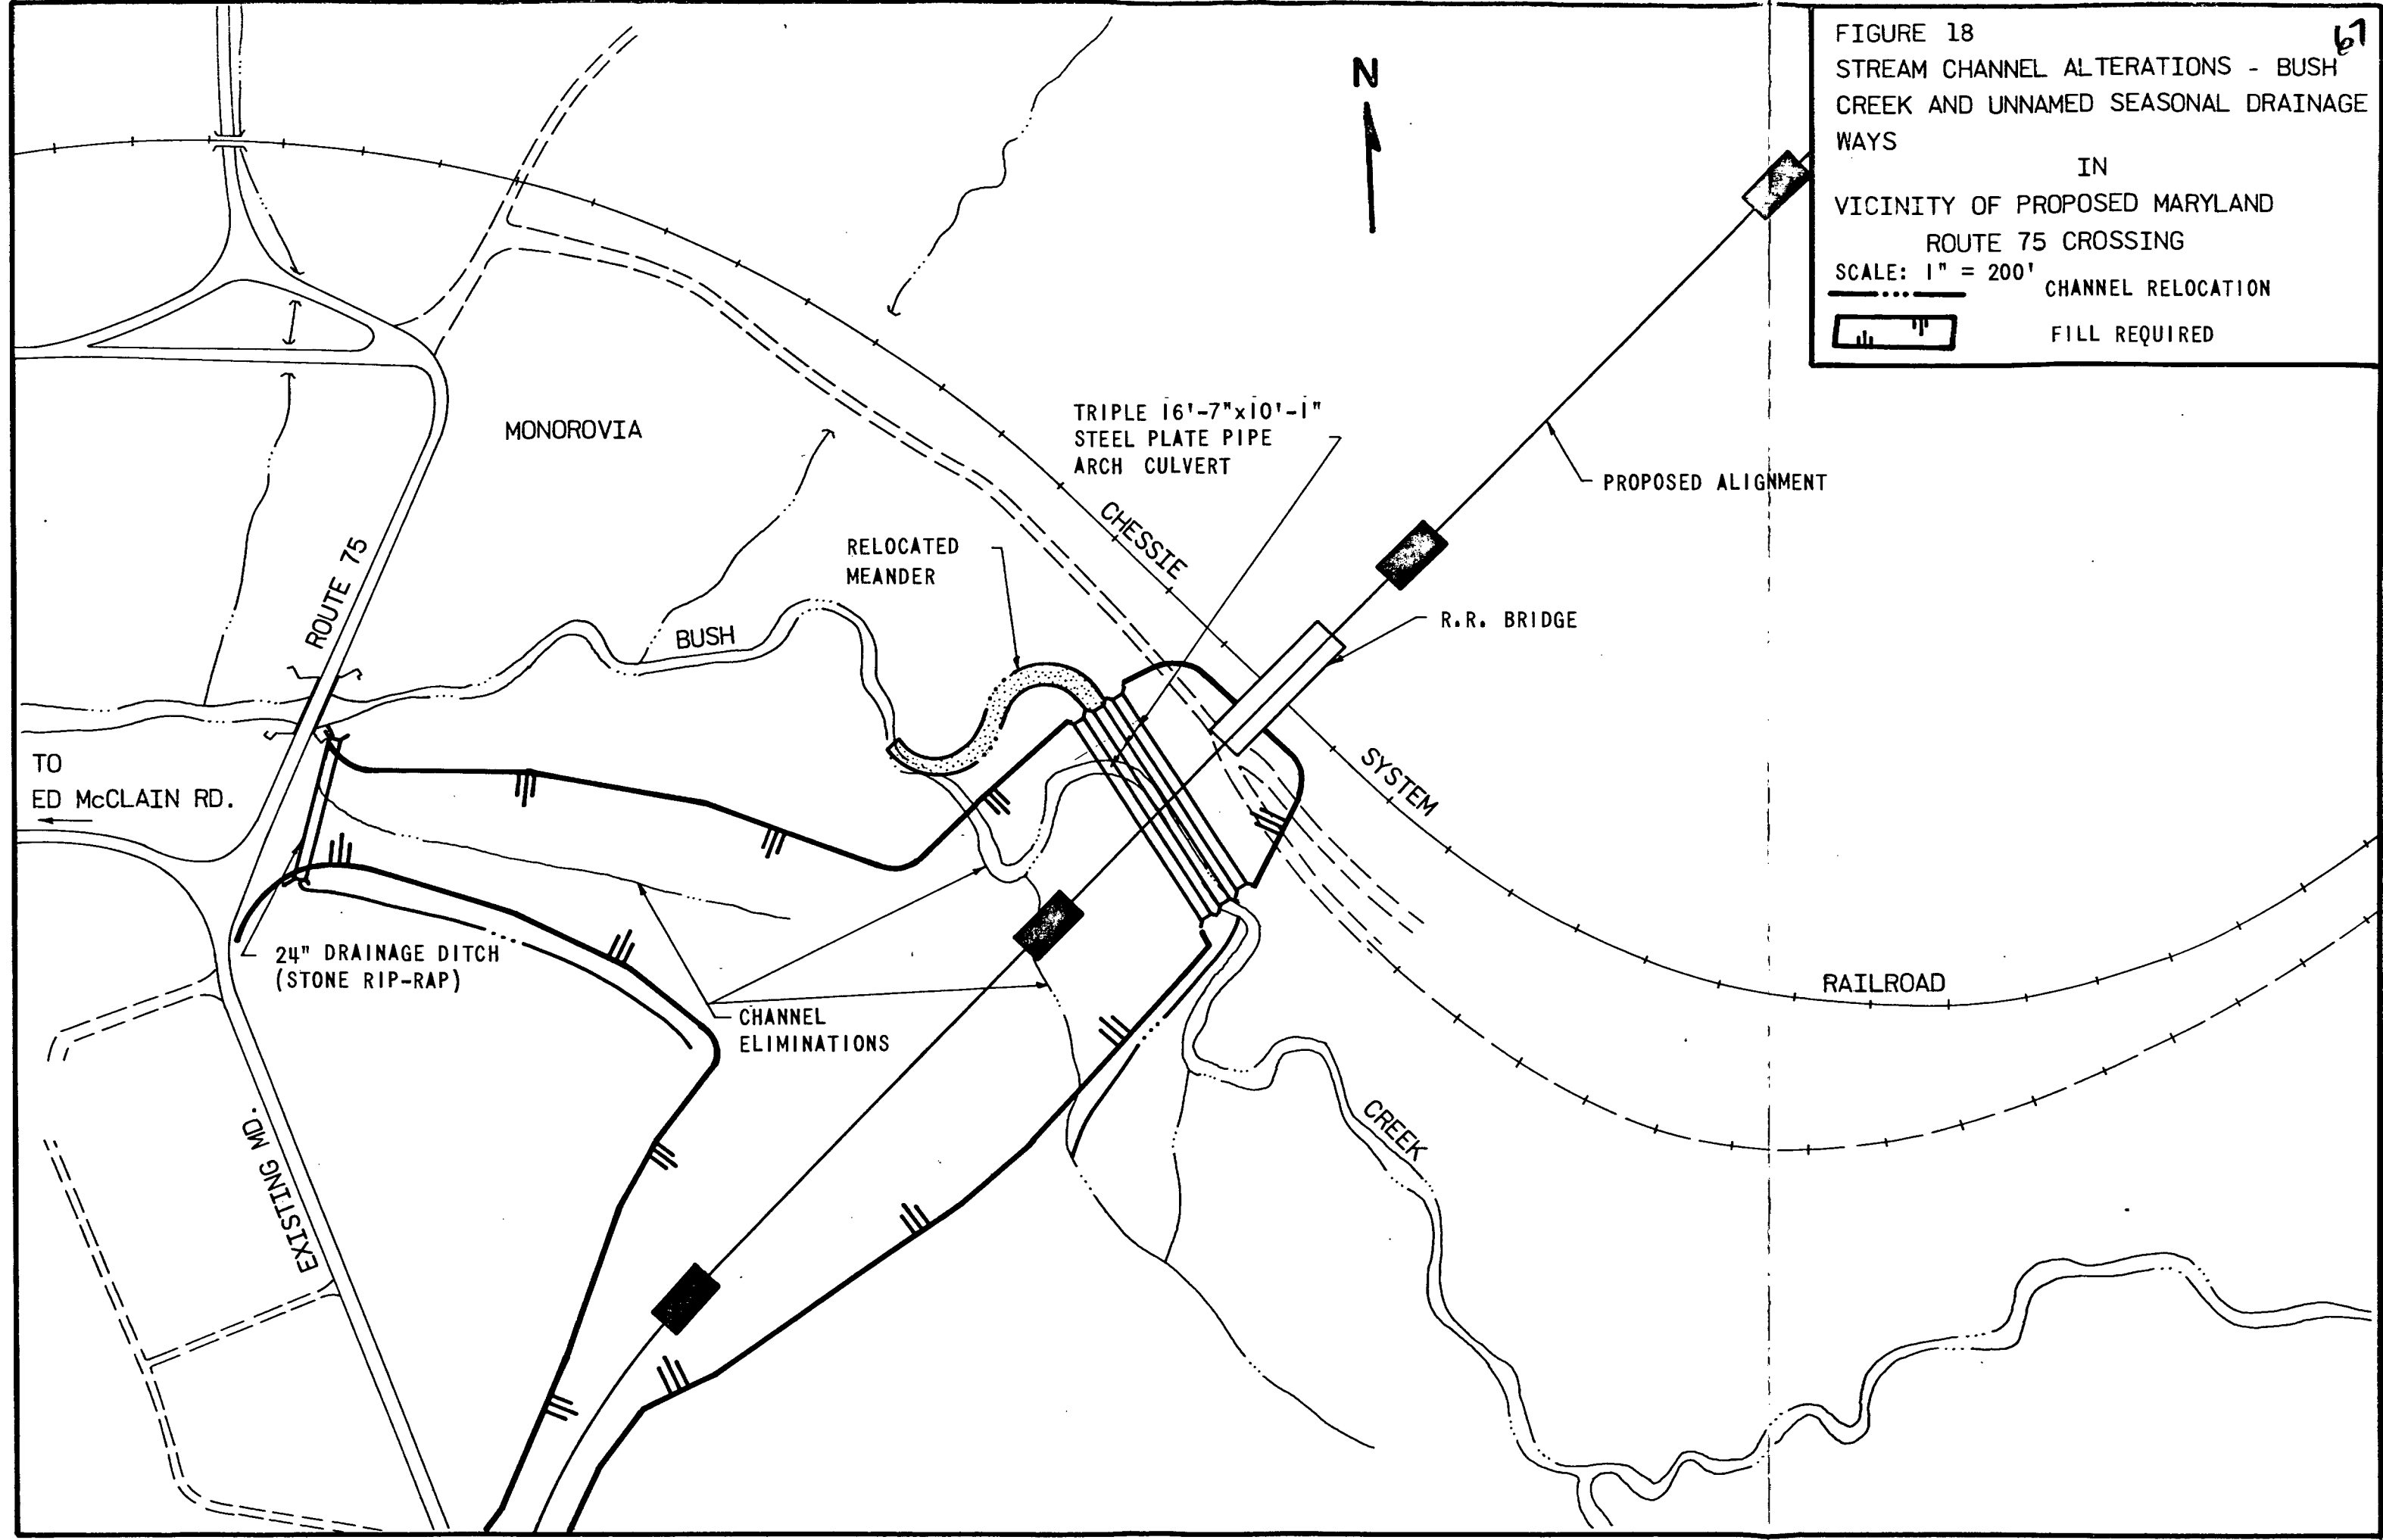 67
FIGURE 18
STREAM CHANNEL ALTERATIONS - BUSH
CREEK AND UNNAMED SEASONAL DRAINAGE
WAYS
IN
VICINITY OF PROPOSED MARYLAND
ROUTE 75 CROSSING
SCALE: 1" = 200'
CHANNEL RELOCATION
FILL REQUIRED
N
MONOROVIA
TRIPLE 16'-7"x10'-1"
STEEL PLATE PIPE
ARCH CULVERT
PROPOSED ALIGNMENT
CHESSIE
RELOCATED
MEANDER
ROUTE 75
BUSH
R.R. BRIDGE
TO
ED McCLAIN RD.
SYSTEM
24" DRAINAGE DITCH
(STONE RIP-RAP)
RAILROAD
CHANNEL
ELIMINATIONS
CREEK
EXISTING MD.